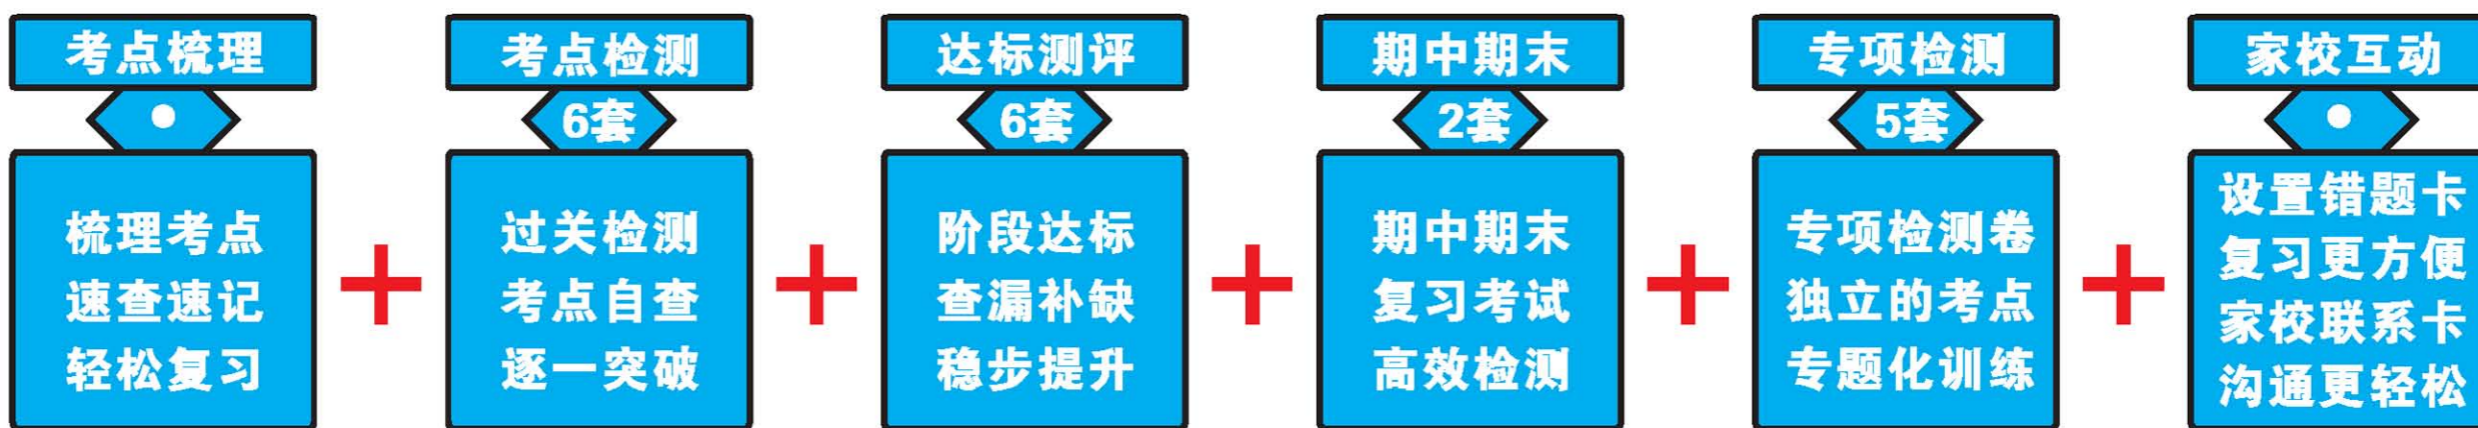 考点梳理
梳理考点
速查速记
轻松复习
考点检测
6套
过关检测
考点自查
逐一突破
达标测评
6套
阶段达标
查漏补缺
稳步提升
期中期末
2套
期中期末
复习考试
高效检测
专项检测
5套
专项检测卷
独立的考点
专题化训练
家校互动
设置错题卡
复习更方便
家校联系卡
沟通更轻松